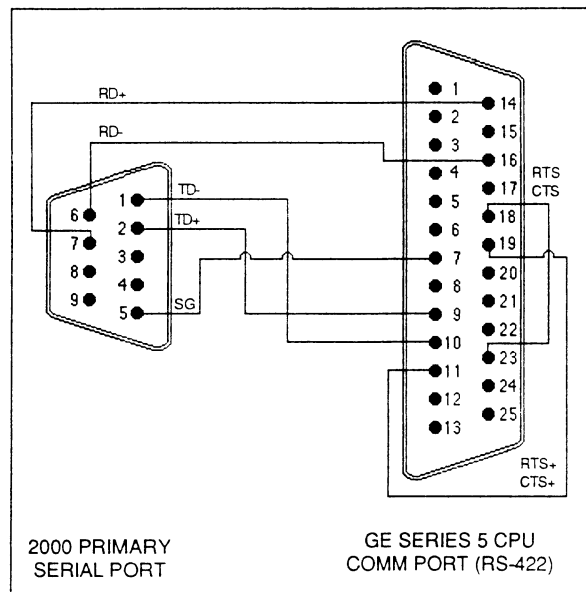 RD+
RD-
TD-
TD+
SG
1
2
3
4
5
6
7
8
9
1
2
3
4
5
6
7
8
9
10
11
12
13
14
15
16
17
18
19
20
21
22
23
24
25
RTS
CTS
RTS+
CTS+
2000 PRIMARY
SERIAL PORT
GE SERIES 5 CPU
COMM PORT (RS-422)